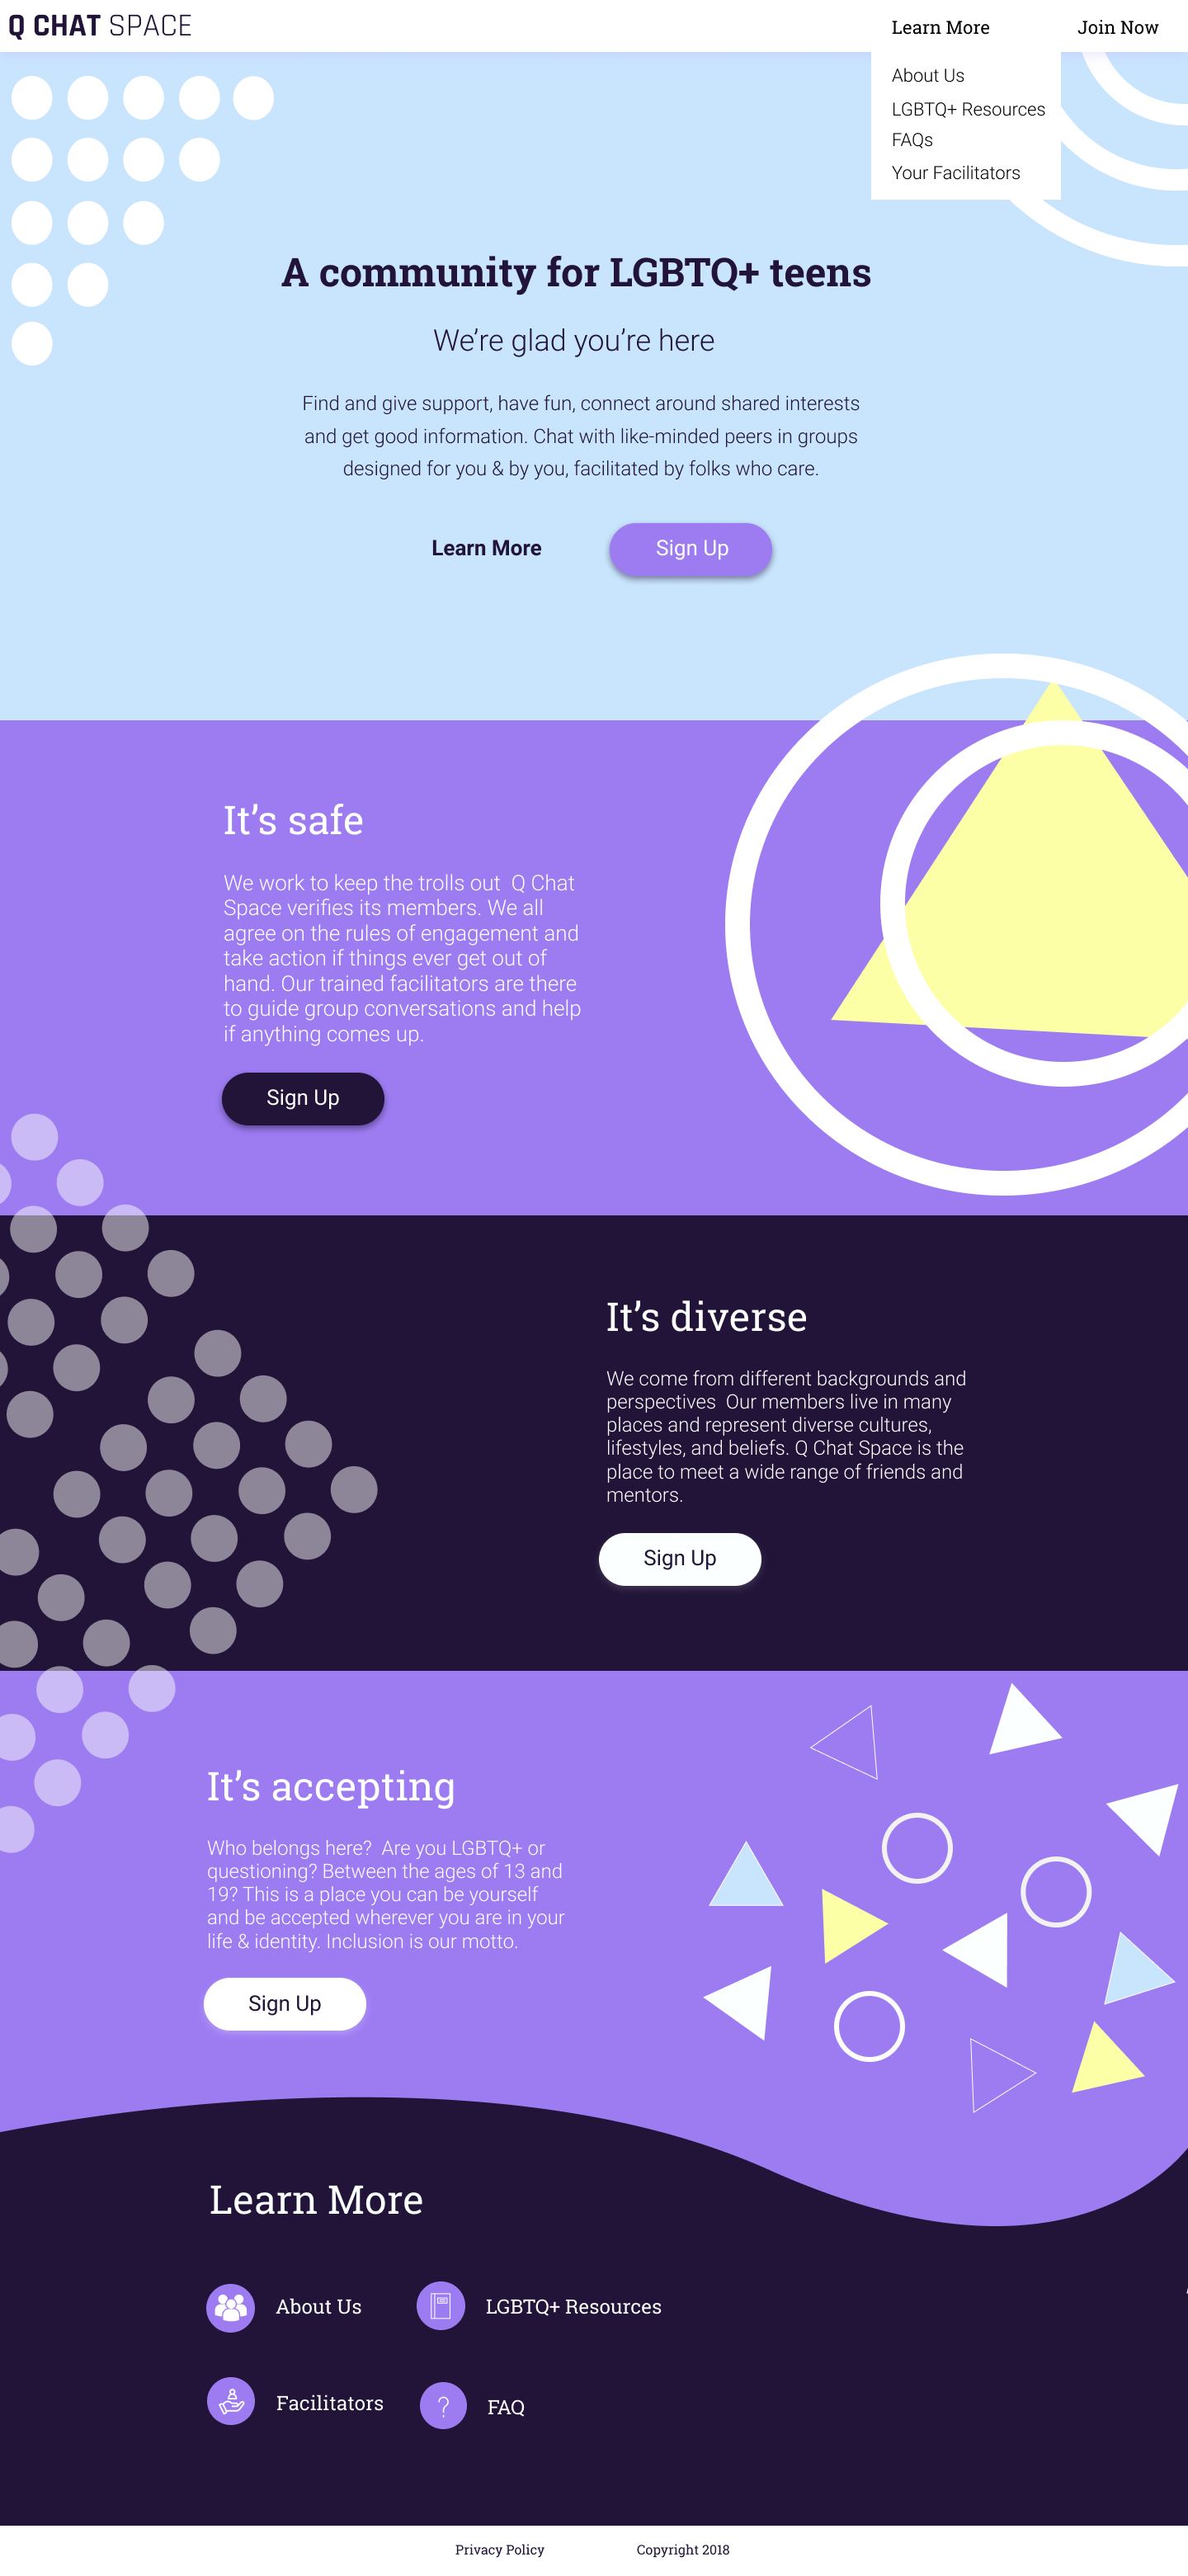 Q CHAT SPACE
Learn More
Join Now
About Us
LGBTQ+ Resources
FAQs
Your Facilitators
A community for LGBTQ+ teens
We’re glad you’re here
Find and give support, have fun, connect around shared interests
and get good information. Chat with like-minded peers in groups
designed for you & by you, facilitated by folks who care.
Learn More
Sign Up
It’s safe
We work to keep the trolls out  Q Chat
Space verifies its members. We all
agree on the rules of engagement and
take action if things ever get out of
hand. Our trained facilitators are there
to guide group conversations and help
if anything comes up.
Sign Up
It’s diverse
We come from different backgrounds and
perspectives  Our members live in many
places and represent diverse cultures,
lifestyles, and beliefs. Q Chat Space is the
place to meet a wide range of friends and
mentors.
Sign Up
It’s accepting
Who belongs here?  Are you LGBTQ+ or
questioning? Between the ages of 13 and
19? This is a place you can be yourself
and be accepted wherever you are in your
life & identity. Inclusion is our motto.
Sign Up
Learn More
About Us
LGBTQ+ Resources
Facilitators
?
FAQ
Privacy Policy
Copyright 2018